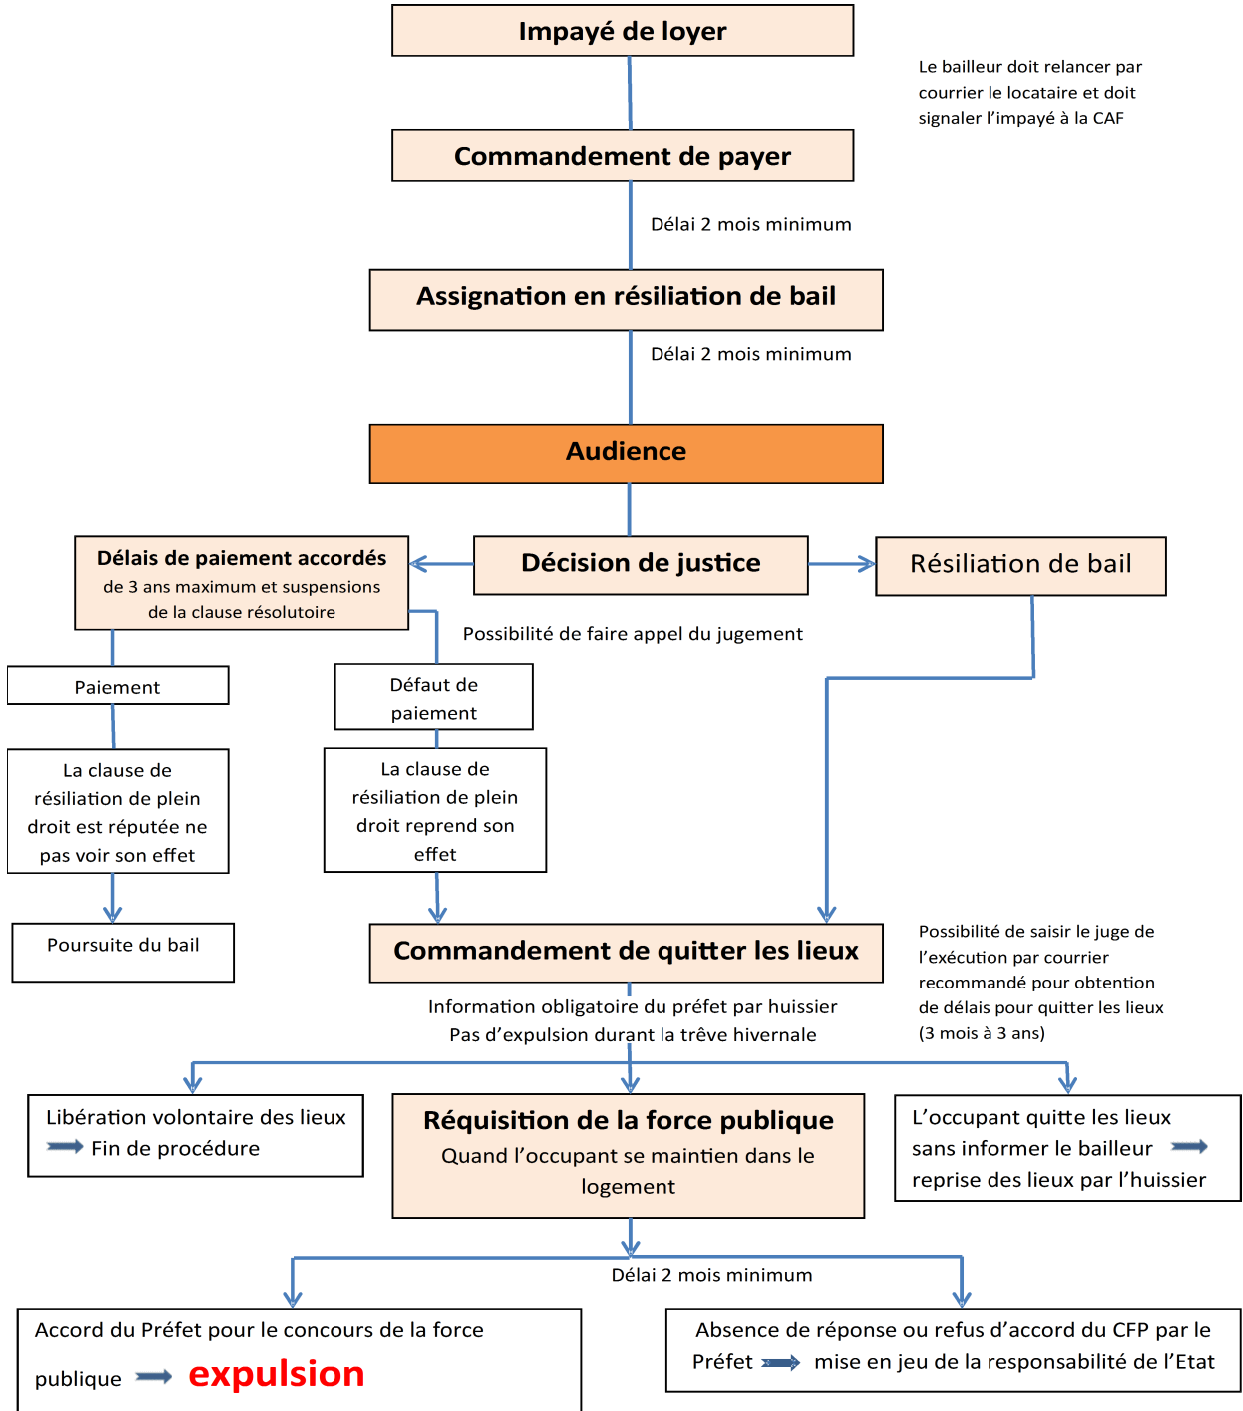 Impayé de loyer
Le bailleur doit relancer par
courrier le locataire et doit
signaler l'impayé à la CAF
Commandement de payer
Délai 2 mois minimum
Assignation en résiliation de bail
Délai 2 mois minimum
Audience
Délais de paiement accordés
de 3 ans maximum et suspensions
de la clause résolutoire
Décision de justice
Résiliation de bail
Possibilité de faire appel du jugement
Paiement
Défaut de
paiement
La clause de
résiliation de plein
droit est réputée ne
pas voir son effet
La clause de
résiliation de plein
droit reprend son
effet
Poursuite du bail
Commandement de quitter les lieux
Possibilité de saisir le juge de
l'exécution par courrier
recommandé pour obtention
de délais pour quitter les lieux
(3 mois à 3 ans)
Information obligatoire du préfet par huissier
Pas d'expulsion durant la trêve hivernale
Libération volontaire des lieux
Fin de procédure
Réquisition de la force publique
Quand l'occupant se maintien dans le
logement
L'occupant quitte les lieux
sans informer le bailleur
reprise des lieux par l'huissier
Délai 2 mois minimum
Accord du Préfet pour le concours de la force
publique expulsion
Absence de réponse ou refus d'accord du CFP par le
Préfet mise en jeu de la responsabilité de l'Etat